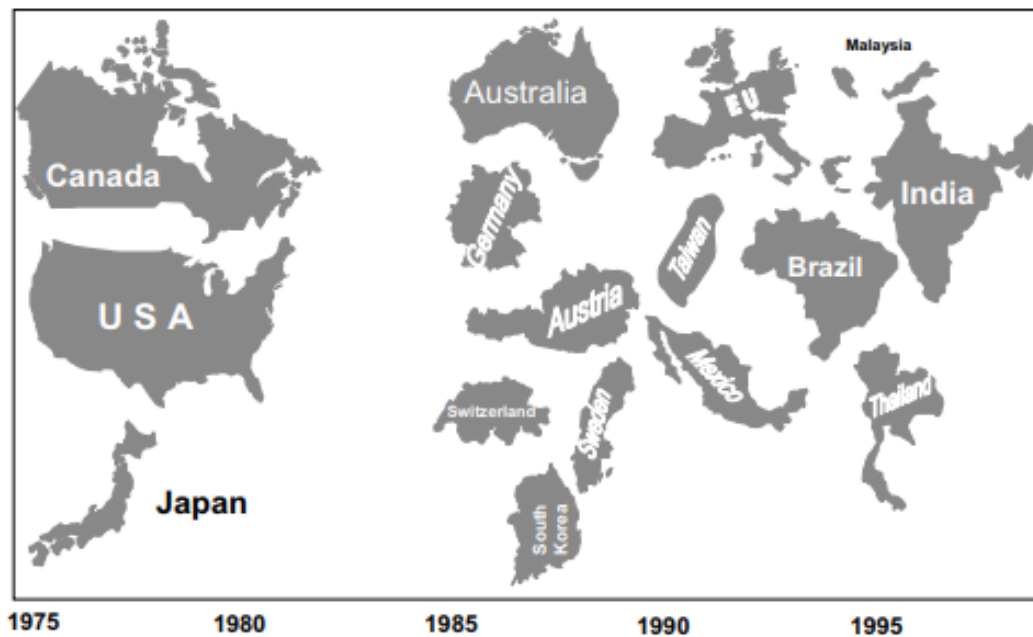 Malaysia
Australia
EU
Canada
Germany
India
Taiwan
Brazil
USA
Austria
Mexico
Switzerland
Sweden
Thailand
Japan
South
Korea
1975 1980 1985 1990 1995